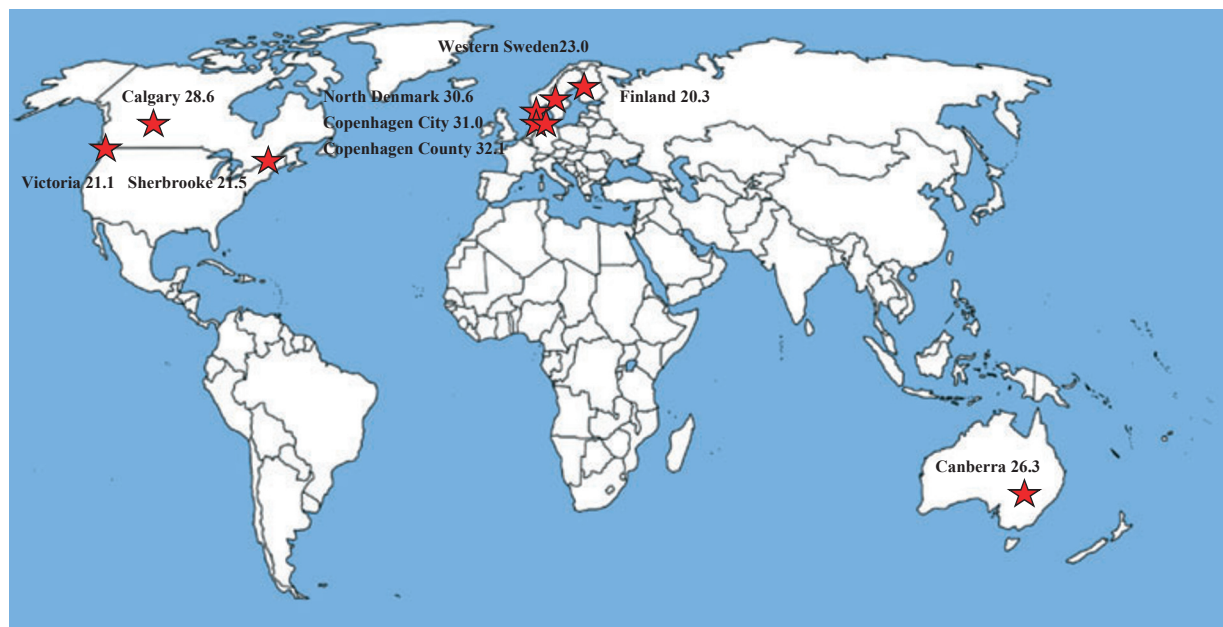 Western Sweden23.0
Calgary 28.6
North Denmark 30.6
Finland 20.3
Copenhagen City 31.0
Copenhagen County 32.1
Victoria 21.1
Sherbrooke 21.5
Canberra 26.3